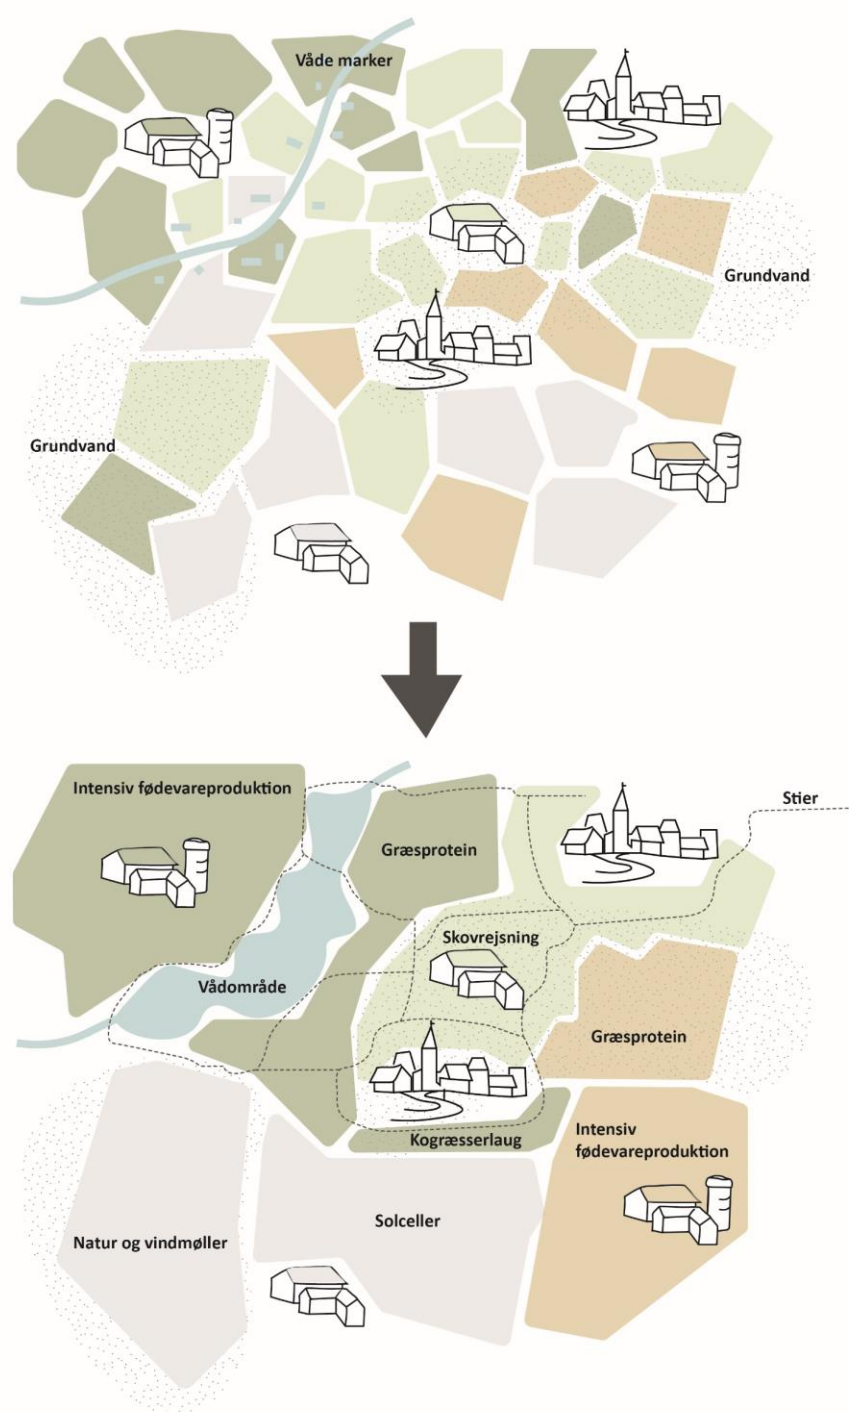 Våde marker
Grundvand
Grundvand
Intensiv fødevareproduktion
Stier
Græsprotein
Skovrejsning
Vådområde
Græsprotein
Kogræsserlaug
Intensiv
fødevareproduktion
Solceller
Natur og vindmøller